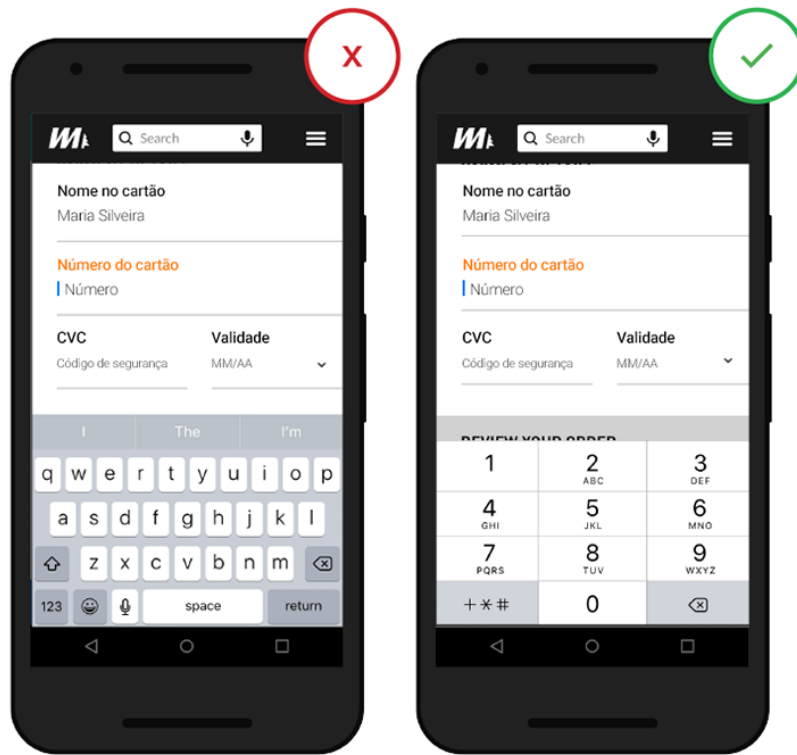 X
Search
Nome no cartão
Maria Silveira
Número do cartão
Número
CVC
Validade
Código de segurança
MM/AA
I
The
I'm
q w e r t y u i o p
a s d f g h j k l
z x c v b n m
123
space
return
Search
Nome no cartão
Maria Silveira
Número do cartão
Número
CVC
Validade
Código de segurança
MM/AA
REVIEW YOUR ORDER
1 2 3
ABC DEF
4 5 6
GHI JKL MNO
7 8 9
PQRS TUV WXYZ
+*# 0